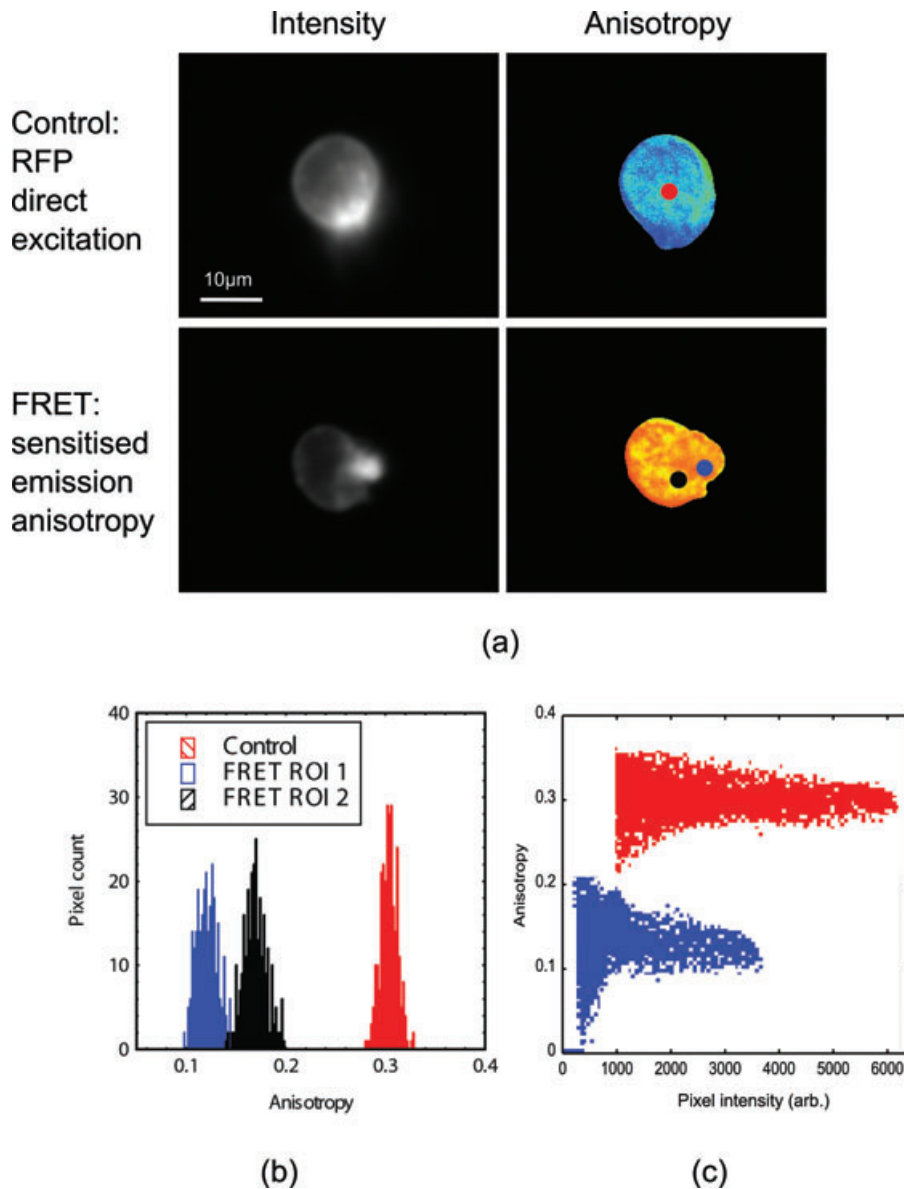 Intensity
Anisotropy
Control:
RFP
direct
excitation
10µm
FRET:
sensitised
emission
anisotropy
(a)
40
30
20
10
0
Pixel count
Control
FRET ROI 1
FRET ROI 2
0.1
0.2
0.3
0.4
Anisotropy
(b)
0.4
0.3
0.2
0.1
0
Anisotropy
0
1000
2000
3000
4000
5000
6000
Pixel intensity (arb.)
(c)